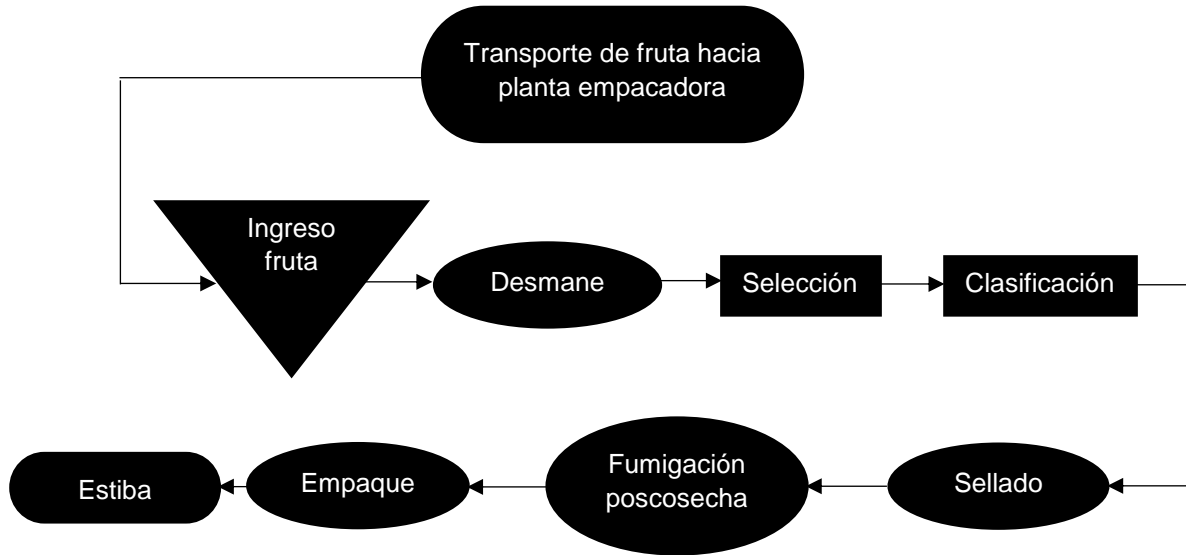 Transporte de fruta hacia
planta empacadora
Ingreso
fruta
Desmane
Selección
Clasificación
Estiba
Empaque
Fumigación
poscosecha
Sellado